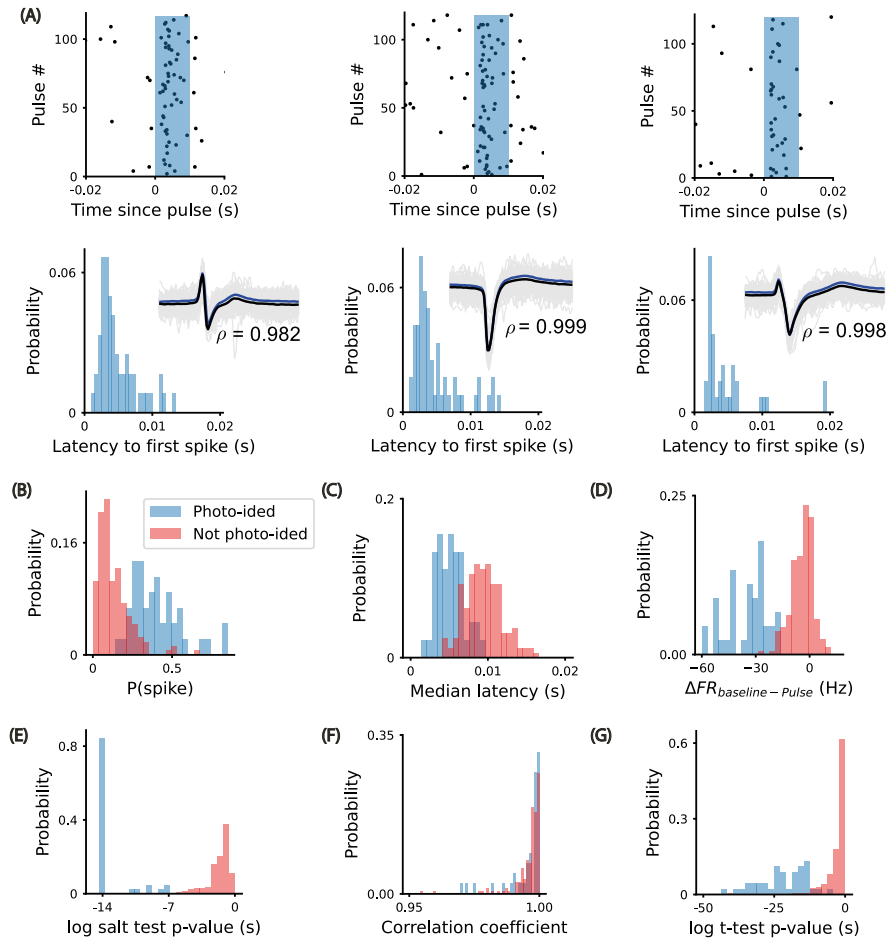 (A)
Pulse #
100
50
0
-0.02
0
0.02
Time since pulse (s)
Pulse #
100
50
0
-0.02
0
0.02
Time since pulse (s)
Pulse #
100
50
0
-0.02
0
0.02
Time since pulse (s)
Probability
0.06
0
ρ = 0.982
0
0.01
0.02
Latency to first spike (s)
Probability
0.06
0
ρ = 0.999
0
0.01
0.02
Latency to first spike (s)
Probability
0.06
0
ρ = 0.998
0
0.01
0.02
Latency to first spike (s)
(B)
Photo-ided
Not photo-ided
Probability
0.16
0
0
0.5
P(spike)
(C)
Probability
0.2
0
0
0.01
0.02
Median latency (s)
(D)
Probability
0.25
0.00
−60
−30
0
ΔFRbaseline−Pulse (Hz)
(E)
Probability
0.8
0.4
0
-14
-7
0
log salt test p-value (s)
(F)
Probability
0.35
0.00
0.95
1.00
Correlation coefficient
(G)
Probability
0.6
0.3
0
-50
-25
0
log t-test p-value (s)